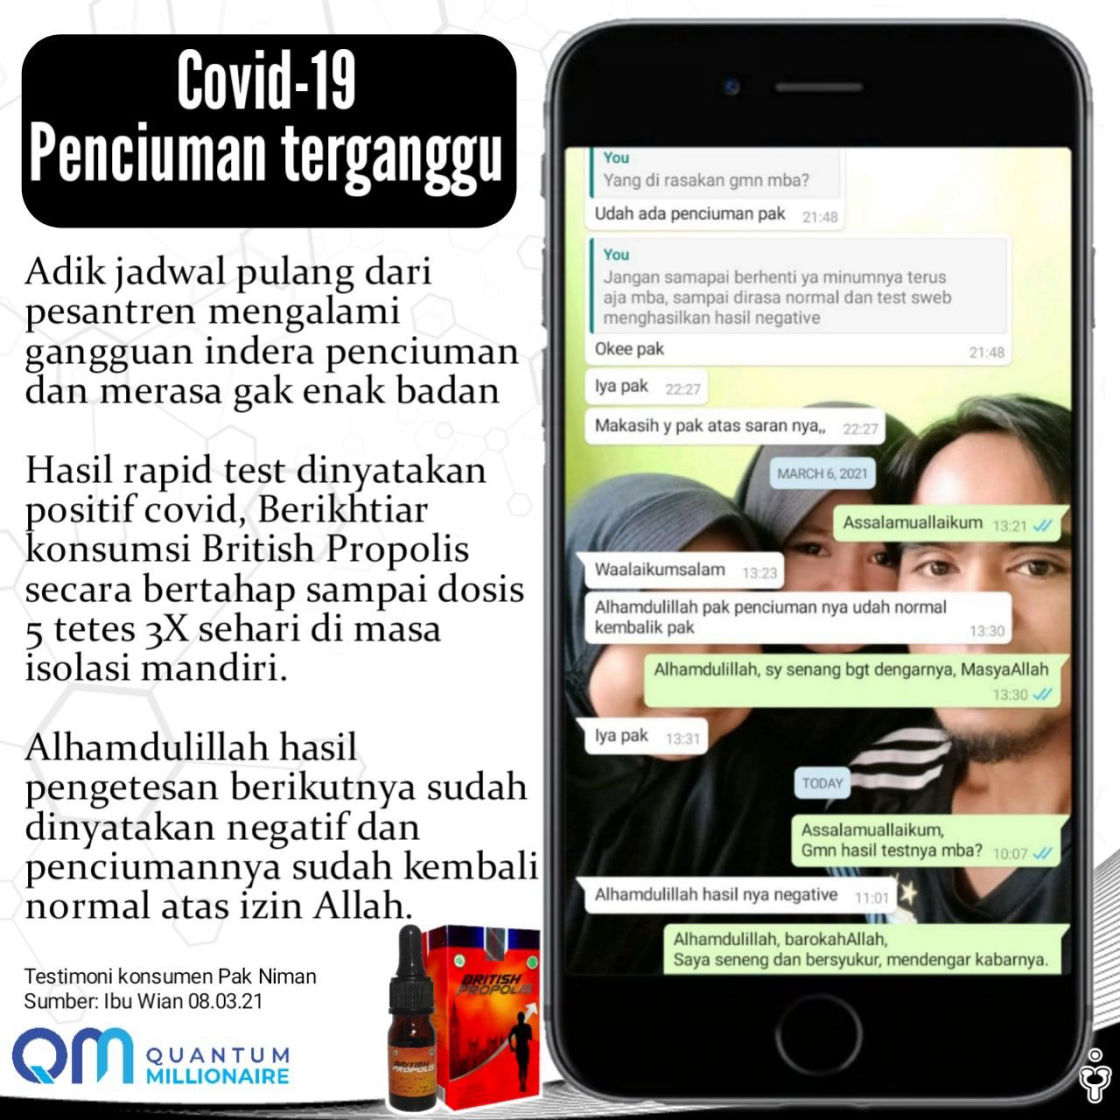 Covid-19
Penciuman terganggu
Adik jadwal pulang dari
pesantren mengalami
gangguan indera penciuman
dan merasa gak enak badan
Hasil rapid test dinyatakan
positif covid, Berikhtiar
konsumsi British Propolis
secara bertahap sampai dosis
5 tetes 3X sehari di masa
isolasi mandiri.
Alhamdulillah hasil
pengetesan berikutnya sudah
dinyatakan negatif dan
penciumannya sudah kembali
normal atas izin Allah.
Testimoni konsumen Pak Niman
Sumber: Ibu Wian 08.03.21
QM QUANTUM
MILLIONAIRE
BRITISH
PROPOLIS
BRITISH
PROPOLIS
You
Yang di rasakan gmn mba?
Udah ada penciuman pak 21:48
You
Jangan samapai berhenti ya minumnya terus
aja mba, sampai dirasa normal dan test sweb
menghasilkan hasil negative
Okee pak 21:48
Iya pak 22:27
Makasih y pak atas saran nya,, 22:27
MARCH 6, 2021
Assalamuallaikum 13:21
Waalaikumsalam 13:23
Alhamdulillah pak penciuman nya udah normal
kembalik pak 13:30
Alhamdulillah, sy senang bgt dengarnya, MasyaAllah
13:30
Iya pak 13:31
TODAY
Assalamuallaikum,
Gmn hasil testnya mba? 10:07
Alhamdulillah hasil nya negative 11:01
Alhamdulillah, barokahAllah,
Saya seneng dan bersyukur, mendengar kabarnya.